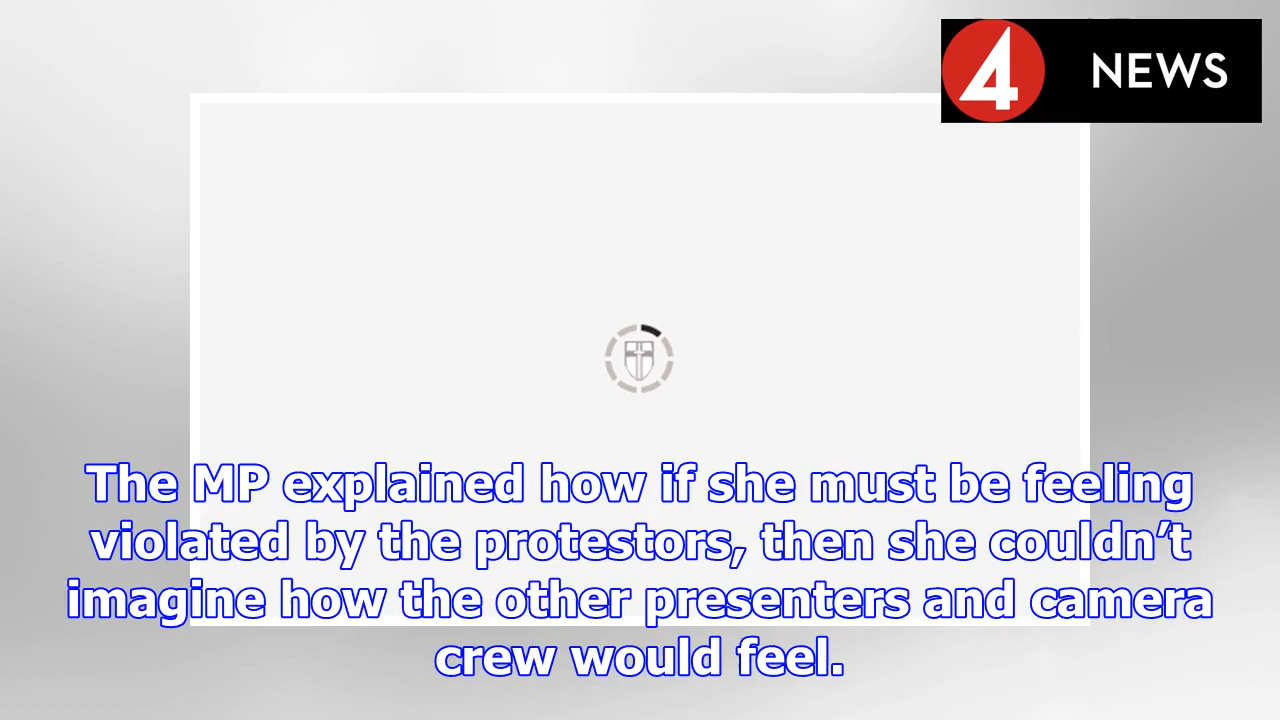 4 NEWS
The MP explained how if she must be feeling
violated by the protestors, then she couldn’t
imagine how the other presenters and camera
crew would feel.